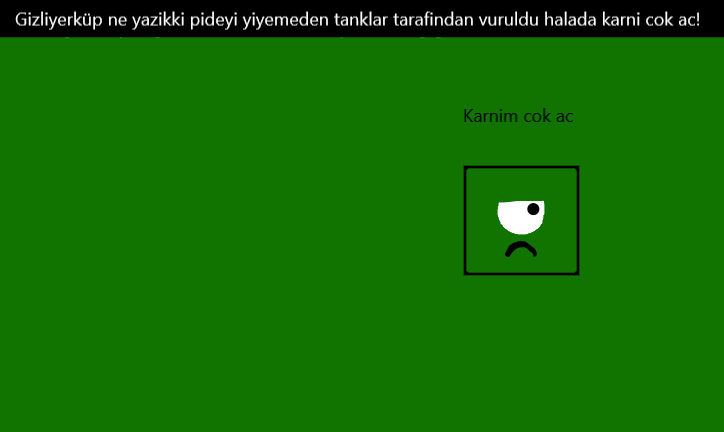 Gizliyerküp ne yazikki pideyi yiyemeden tanklar tarafindan vuruldu halada karni cok ac!
Karnim cok ac